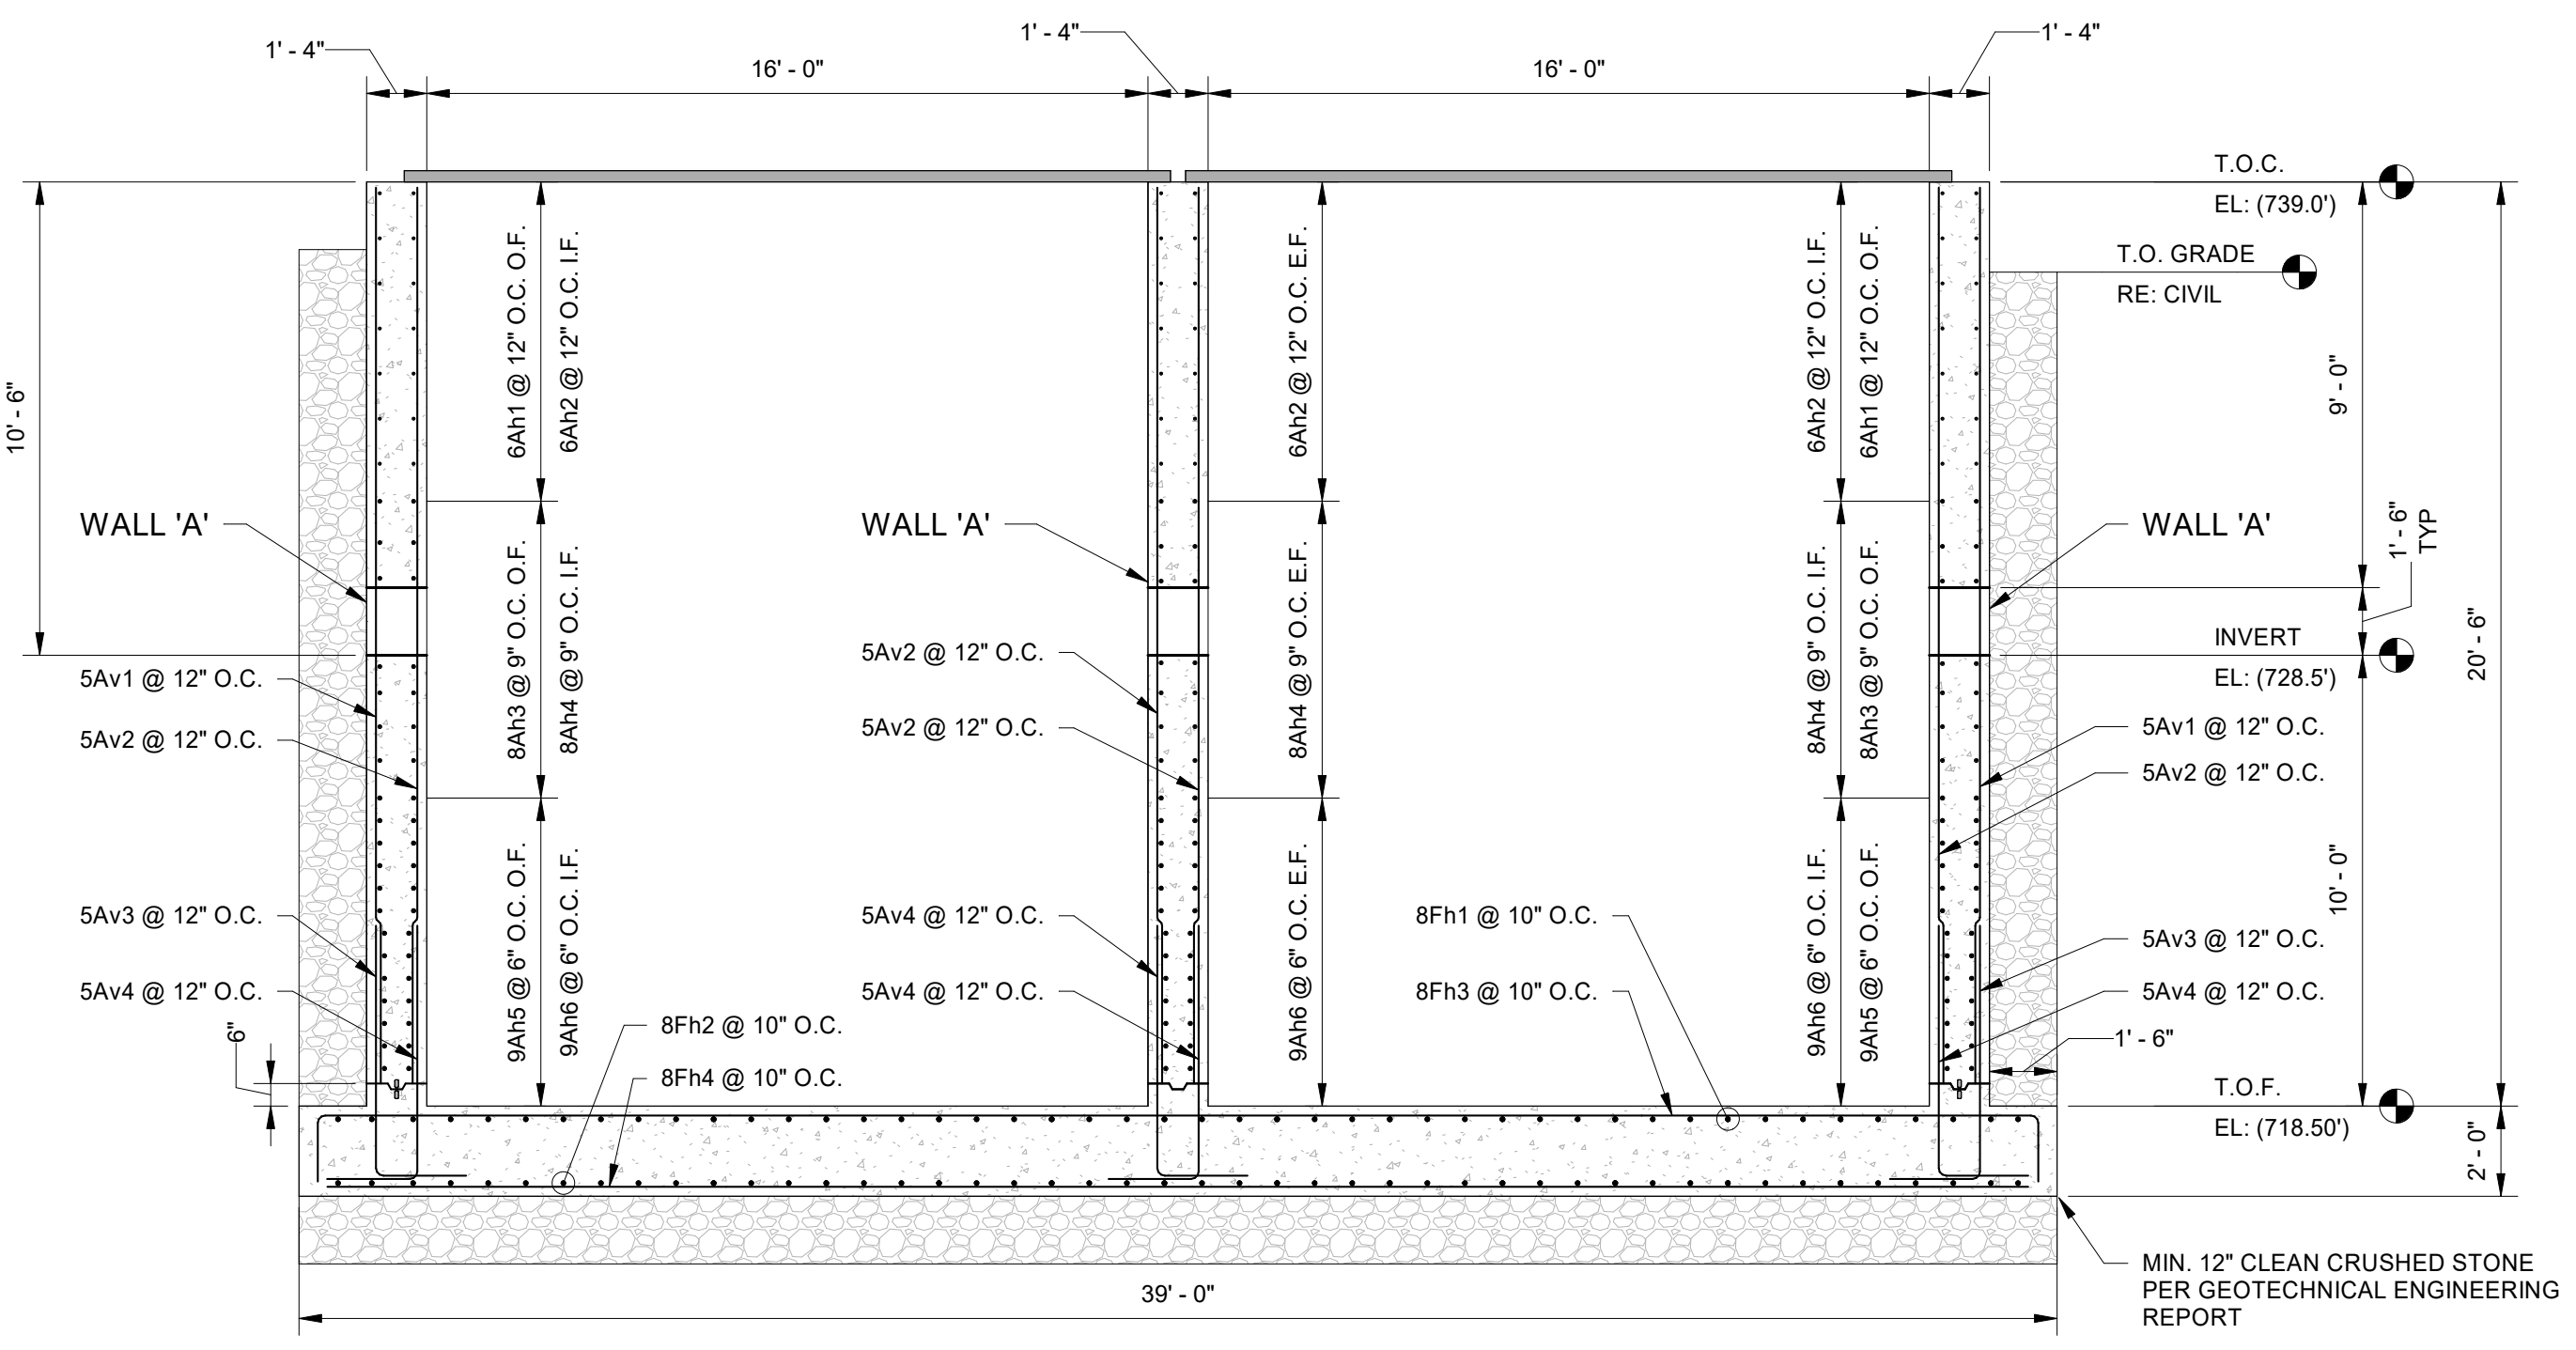 1' - 4"
1' - 4"
1' - 4"
16' - 0"
16' - 0"
T.O.C.
EL: (739.0')
T.O. GRADE
RE: CIVIL
10' - 6"
6Ah1 @ 12" O.C. O.F.
6Ah2 @ 12" O.C. I.F.
6Ah2 @ 12" O.C. E.F.
6Ah2 @ 12" O.C. I.F.
6Ah1 @ 12" O.C. O.F.
9' - 0"
WALL 'A'
WALL 'A'
WALL 'A'
1' - 6"
TYP
8Ah3 @ 9" O.C. O.F.
8Ah4 @ 9" O.C. I.F.
8Ah4 @ 9" O.C. E.F.
8Ah4 @ 9" O.C. I.F.
8Ah3 @ 9" O.C. O.F.
INVERT
EL: (728.5')
20' - 6"
5Av1 @ 12" O.C.
5Av2 @ 12" O.C.
5Av2 @ 12" O.C.
5Av2 @ 12" O.C.
5Av1 @ 12" O.C.
5Av2 @ 12" O.C.
9Ah5 @ 6" O.C. O.F.
9Ah6 @ 6" O.C. I.F.
9Ah6 @ 6" O.C. E.F.
9Ah6 @ 6" O.C. I.F.
9Ah5 @ 6" O.C. O.F.
10' - 0"
5Av3 @ 12" O.C.
5Av4 @ 12" O.C.
5Av4 @ 12" O.C.
5Av4 @ 12" O.C.
8Fh1 @ 10" O.C.
8Fh3 @ 10" O.C.
5Av3 @ 12" O.C.
5Av4 @ 12" O.C.
6"
8Fh2 @ 10" O.C.
8Fh4 @ 10" O.C.
1' - 6"
T.O.F.
EL: (718.50')
2' - 0"
MIN. 12" CLEAN CRUSHED STONE
PER GEOTECHNICAL ENGINEERING
REPORT
39' - 0"